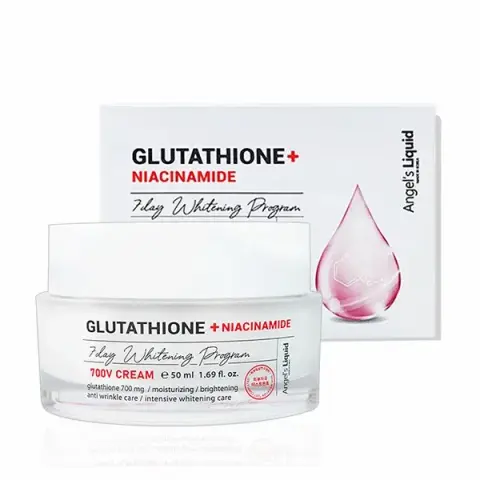 GLUTATHIONE+
NIACINAMIDE
7day Whitening Program
Angel's Liquid
GLUTATHIONE + NIACINAMIDE
7day Whitening Program
700V CREAM ℮ 50 ml 1.69 fl. oz.
glutathione 700 mg / moisturizing / brightening
anti wrinkle care / intensive whitening care
Angel's Liquid